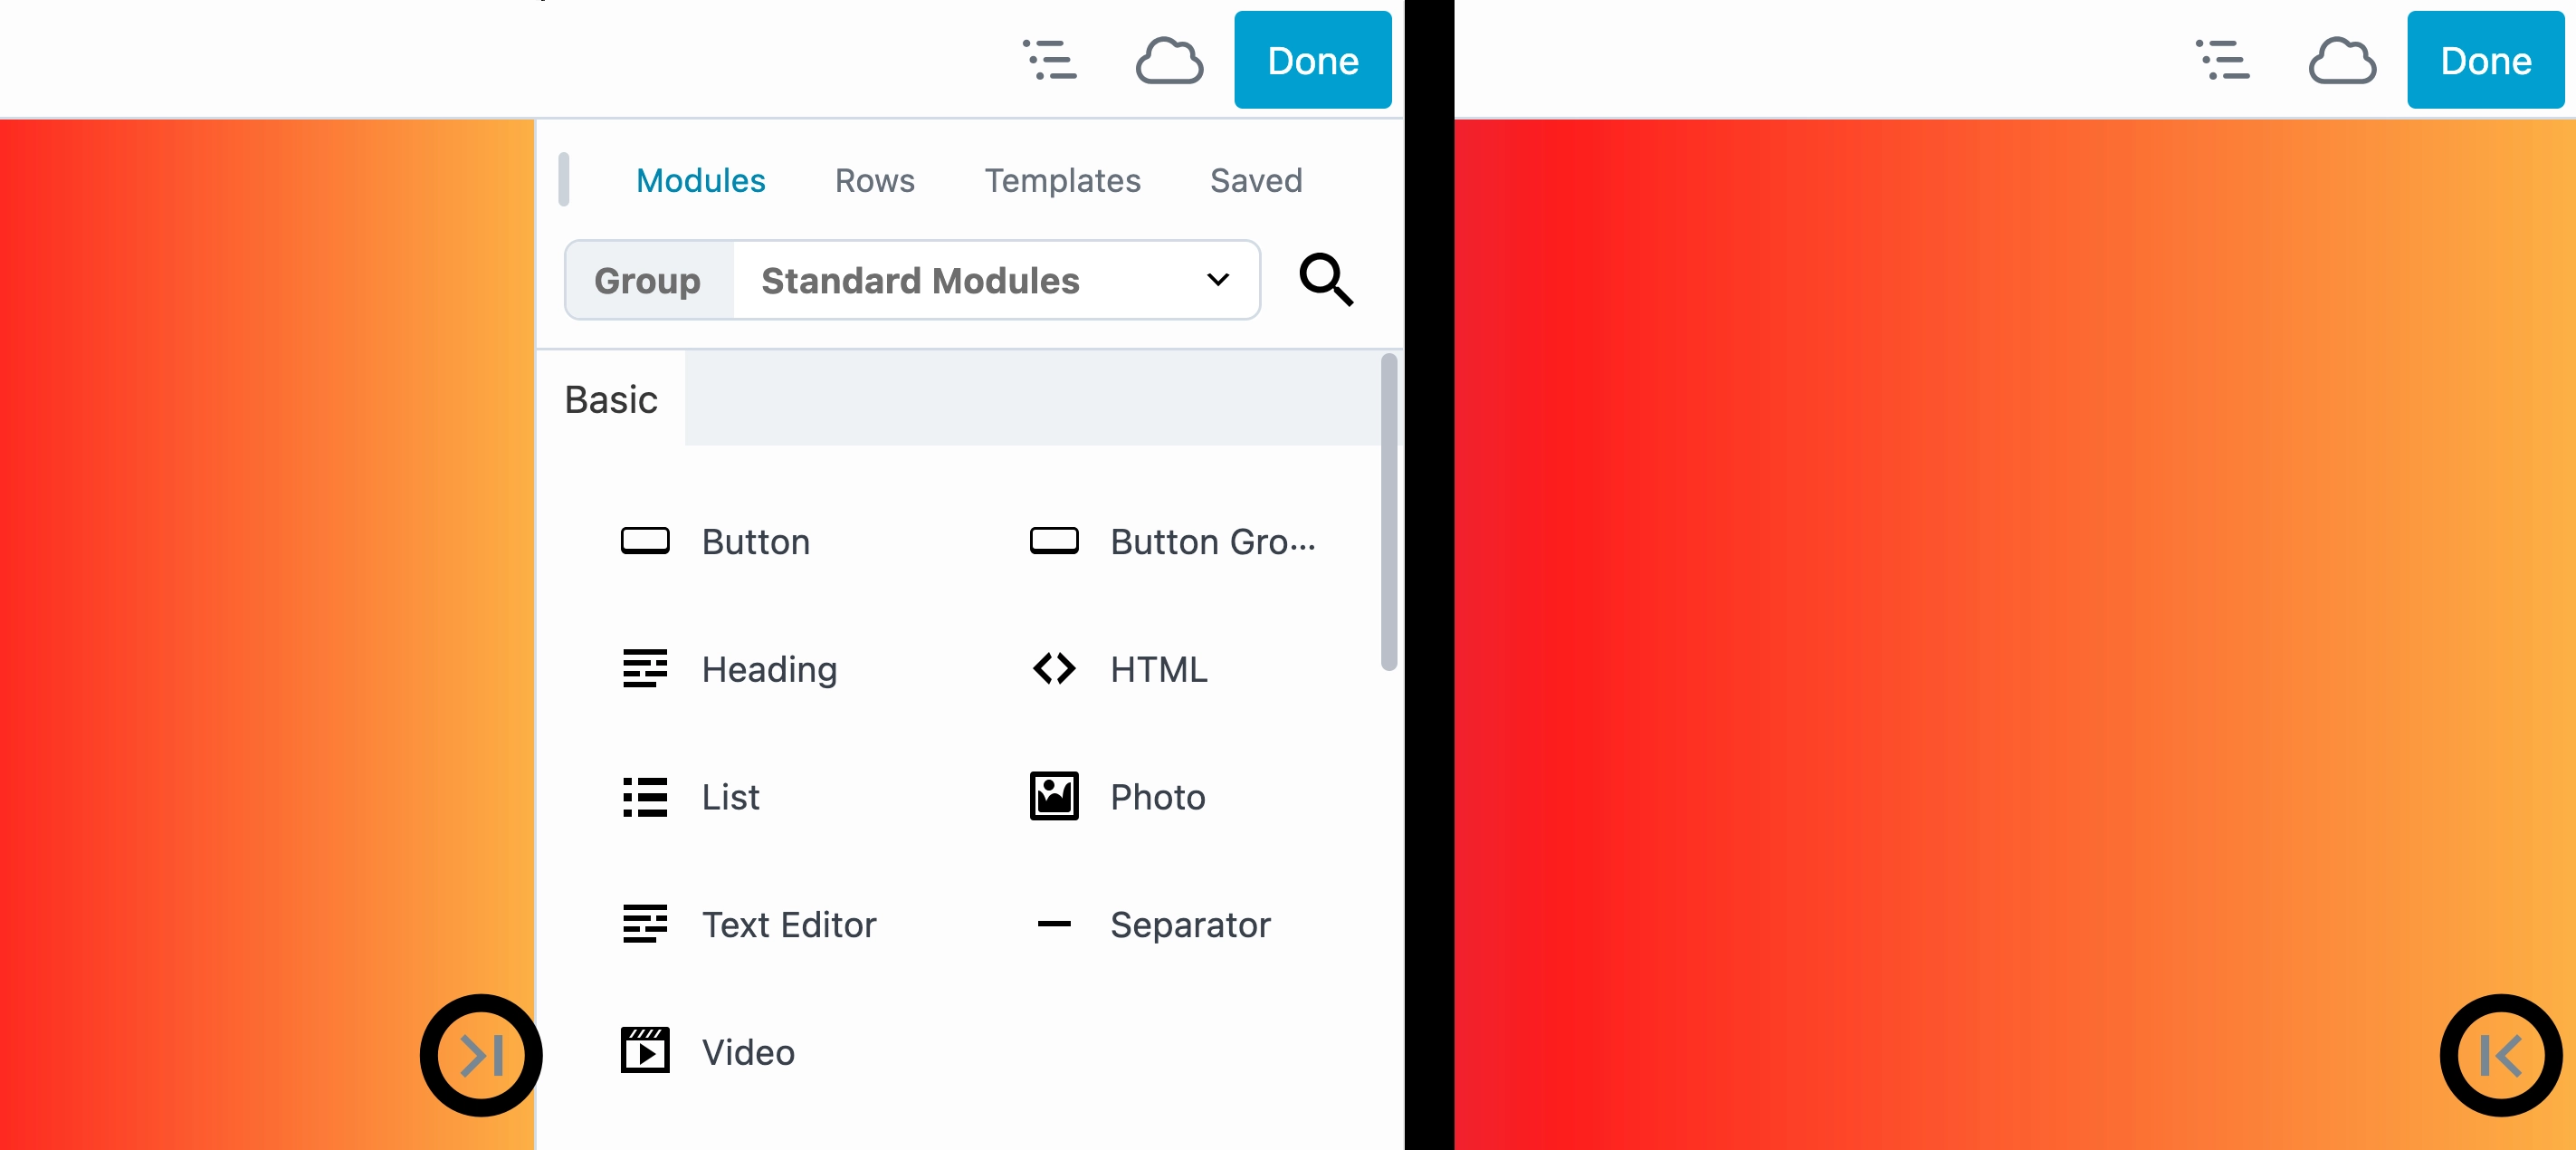 Done
Done
Modules Rows Templates Saved
Group Standard Modules
Basic
Button Button Gro...
Heading HTML
List Photo
Text Editor Separator
Video